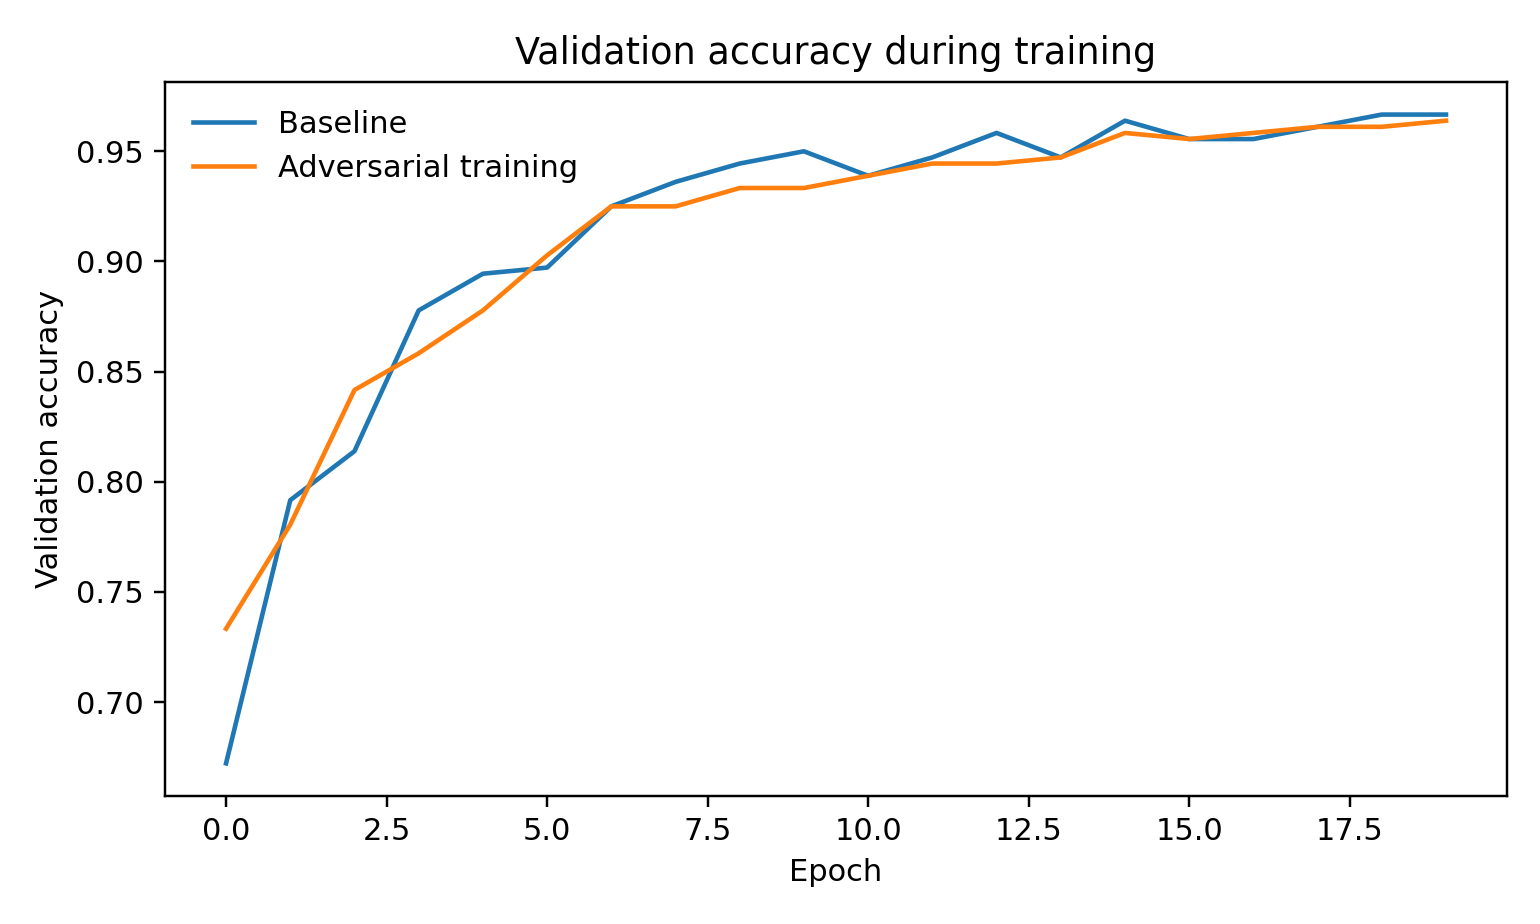 Validation accuracy during training
Baseline
Adversarial training
Validation accuracy
0.95
0.90
0.85
0.80
0.75
0.70
0.0 2.5 5.0 7.5 10.0 12.5 15.0 17.5
Epoch